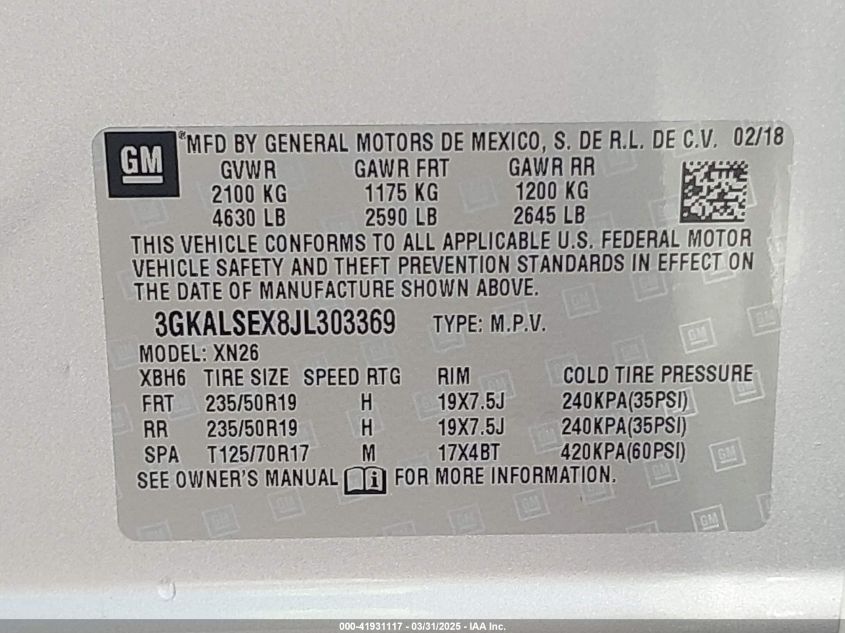 GM ®MFD BY GENERAL MOTORS DE MEXICO, S. DE R.L. DE C.V. 02/18
GVWR GAWR FRT GAWR RR
2100 KG 1175 KG 1200 KG
4630 LB 2590 LB 2645 LB
THIS VEHICLE CONFORMS TO ALL APPLICABLE U.S. FEDERAL MOTOR
VEHICLE SAFETY AND THEFT PREVENTION STANDARDS IN EFFECT ON
THE DATE OF MANUFACTURE SHOWN ABOVE.
3GKALSEX8JL303369 TYPE: M.P.V.
MODEL: XN26
XBH6 TIRE SIZE SPEED RTG RIM COLD TIRE PRESSURE
FRT 235/50R19 H 19X7.5J 240KPA(35PSI)
RR 235/50R19 H 19X7.5J 240KPA(35PSI)
SPA T125/70R17 M 17X4BT 420KPA(60PSI)
SEE OWNER'S MANUAL i FOR MORE INFORMATION.
000-41931117 - 03/31/2025 - IAA Inc.